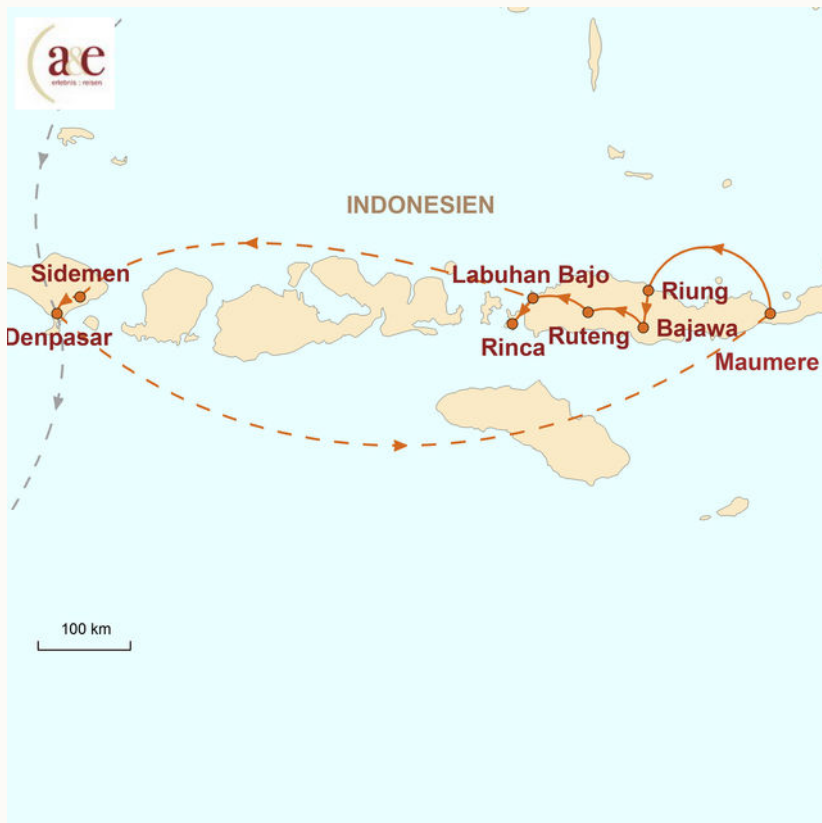 a&e
erlebnis : reisen
INDONESIEN
Sidemen
Labuhan Bajo
Riung
Denpasar
Rinca
Ruteng
Bajawa
Maumere
100 km